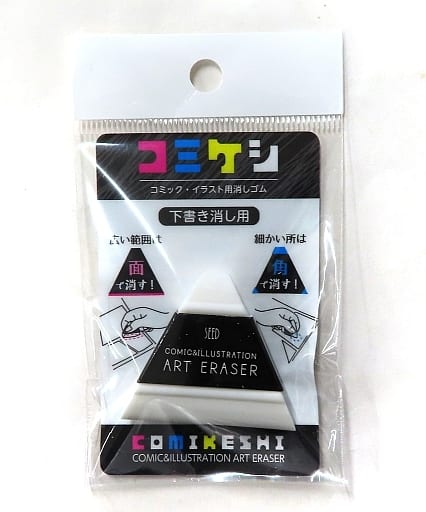 コミケシ
コミック・イラスト用消しゴム
下書き消し用
広い範囲は
面
で消す!
細かい所は
角
で消す!
SEED
COMIC&ILLUSTRATION
ART ERASER
COMIKESHI
COMIC&ILLUSTRATION ART ERASER